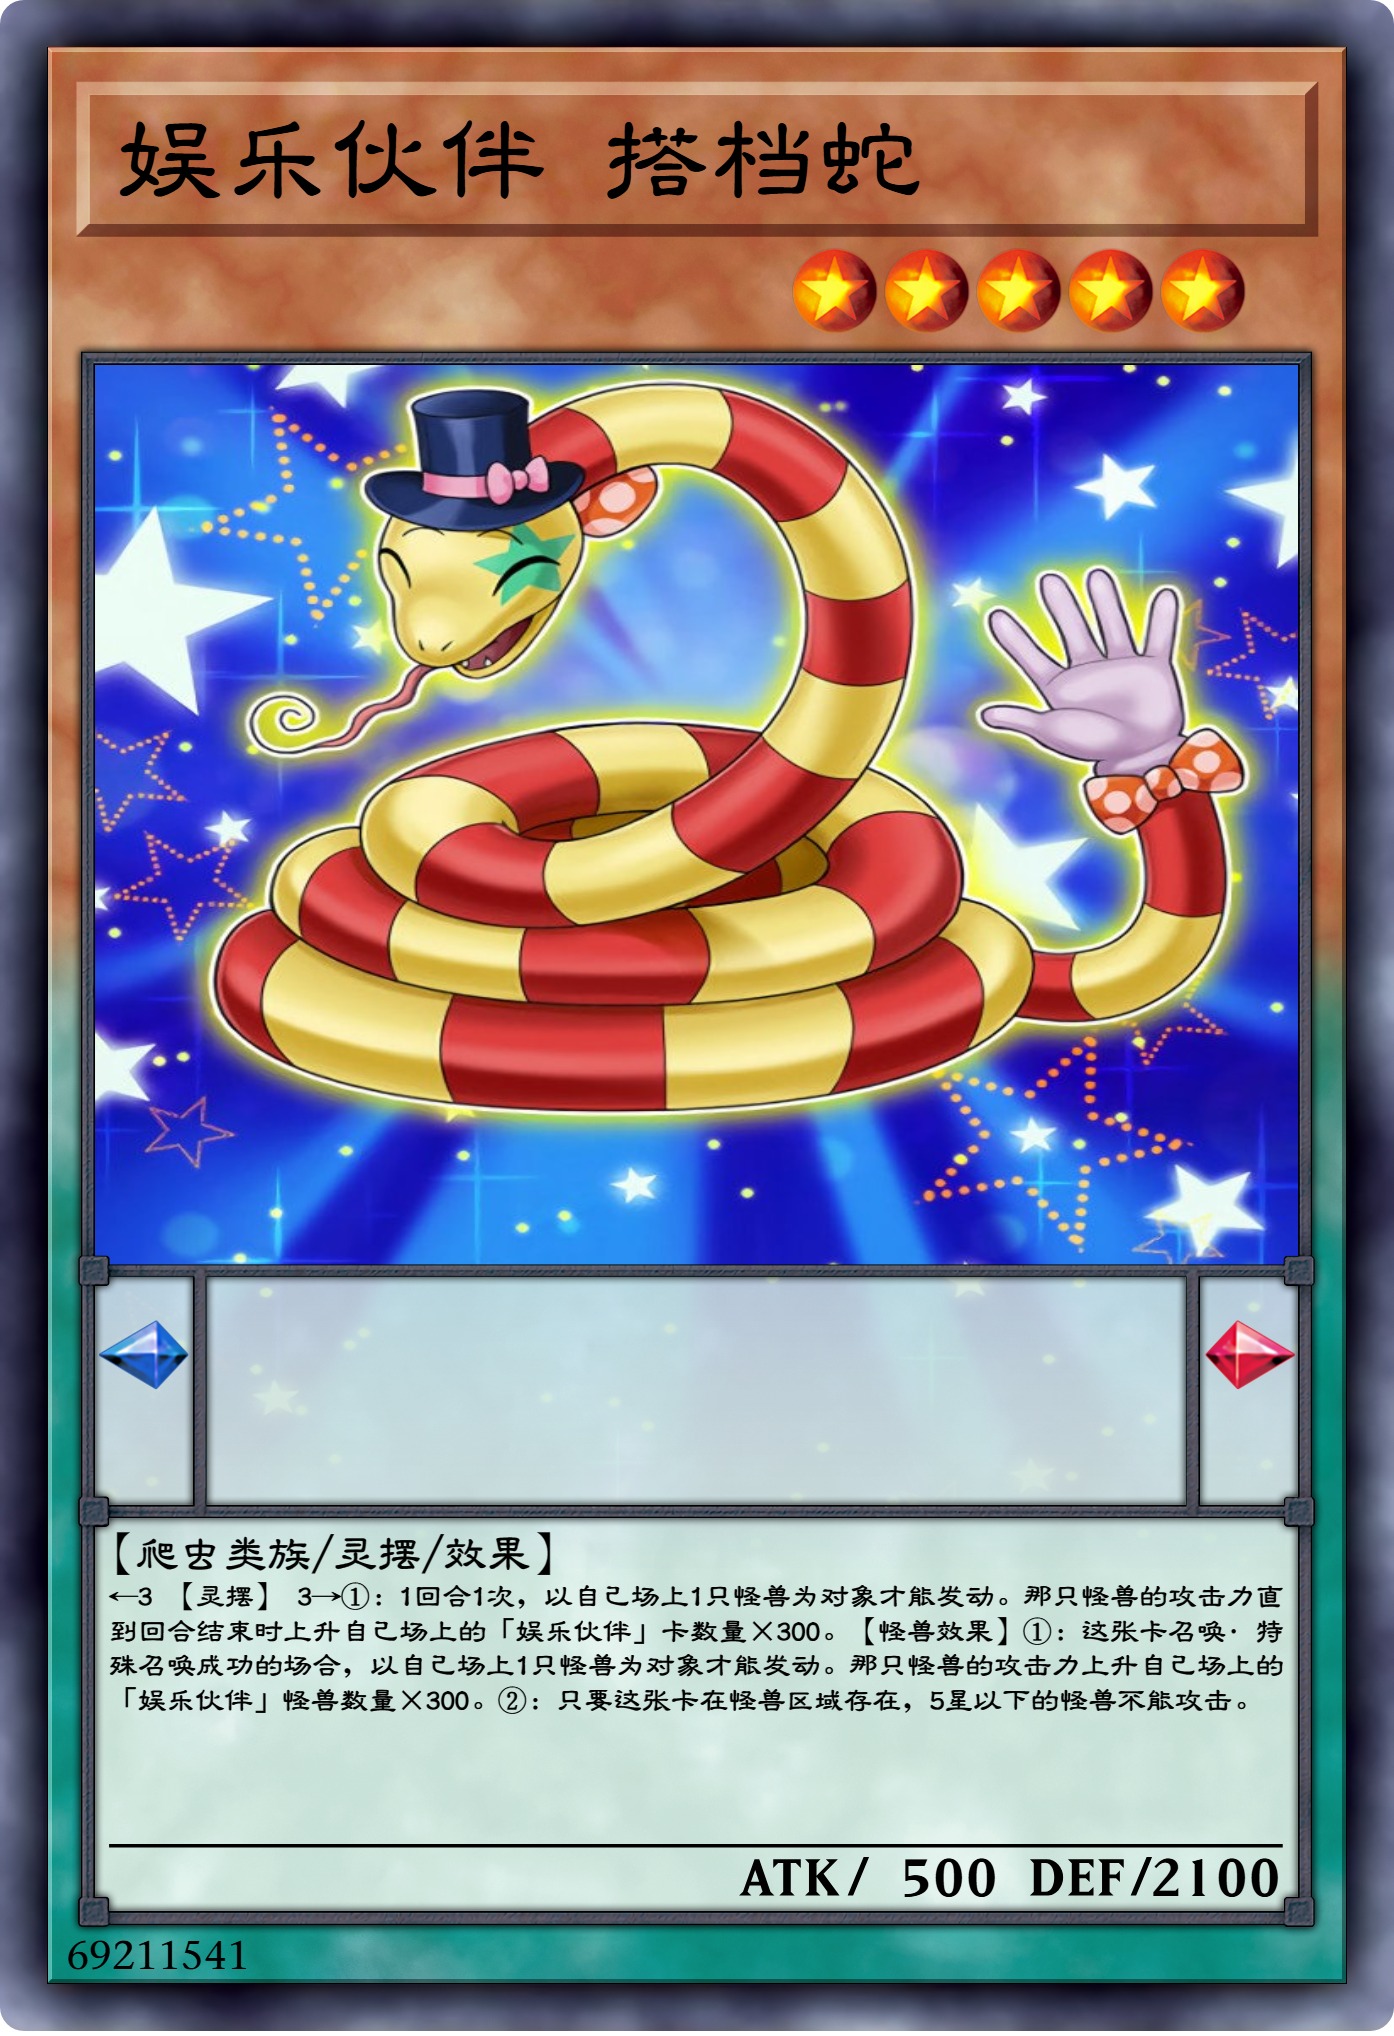 娱乐伙伴 搭档蛇
【爬虫类族/灵摆/效果】
←3 【灵摆】 3→①：1回合1次，以自己场上1只怪兽为对象才能发动。那只怪兽的攻击力直
到回合结束时上升自己场上的「娱乐伙伴」卡数量×300。【怪兽效果】①：这张卡召唤·特
殊召唤成功的场合，以自己场上1只怪兽为对象才能发动。那只怪兽的攻击力上升自己场上的
「娱乐伙伴」怪兽数量×300。②：只要这张卡在怪兽区域存在，5星以下的怪兽不能攻击。
ATK/ 500 DEF/2100
69211541